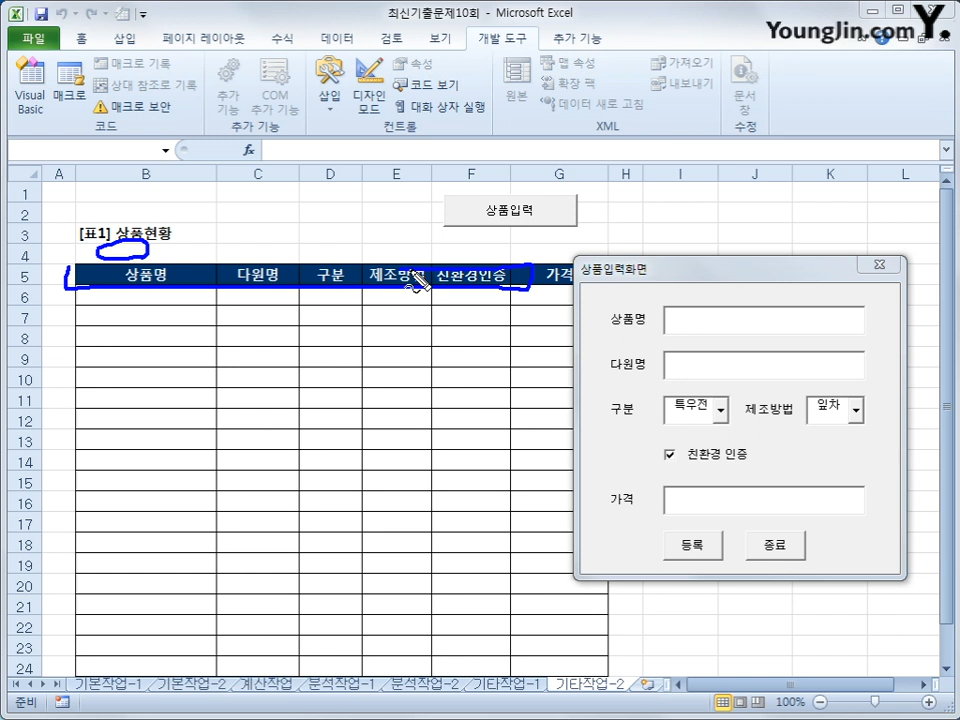 최신기출문제10회 - Microsoft Excel
Younglin.com Y.
파일 홈 삽입 페이지 레이아웃 수식 데이터 검토 보기 개발 도구 추가 기능
Visual Basic
매크로
매크로 기록
상대 참조로 기록
매크로 보안
코드
추가 기능
COM 추가 기능
추가 기능
삽입
디자인 모드
속성
코드 보기
대화 상자 실행
컨트롤
원본
맵 속성
확장 팩
데이터 새로 고침
가져오기
내보내기
XML
문서 창
수정
fx
A B C D E F G H I J K L
1
2
상품입력
3 [표1] 상품현황
4
5 상품명 다원명 구분 제조방법 친환경인증 가격
6
7
8
9
10
11
12
13
14
15
16
17
18
19
20
21
22
23
24
상품입력화면
상품명
다원명
구분 특우전 제조방법 잎차
친환경 인증
가격
등록 종료
기본작업-1 기본작업-2 계산작업 분석작업-1 분석작업-2 기타작업-1 기타작업-2
준비 100%